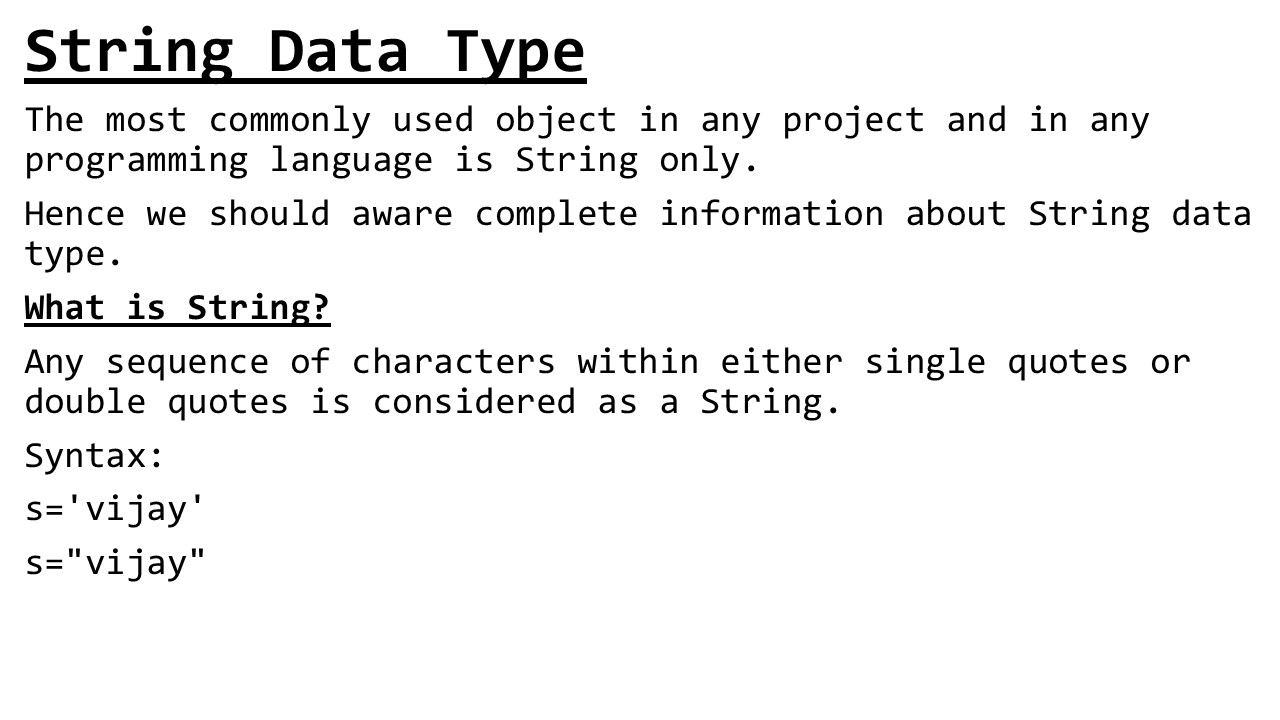 String Data Type
The most commonly used object in any project and in any
programming language is String only.
Hence we should aware complete information about String data
type.
What is String?
Any sequence of characters within either single quotes or
double quotes is considered as a String.
Syntax:
s='vijay'
s="vijay"